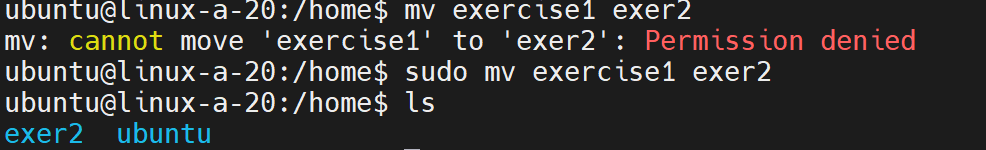 ubuntu@linux-a-20:/home$ mv exercise1 exer2
mv: cannot move 'exercise1' to 'exer2': Permission denied
ubuntu@linux-a-20:/home$ sudo mv exercise1 exer2
ubuntu@linux-a-20:/home$ ls
exer2  ubuntu